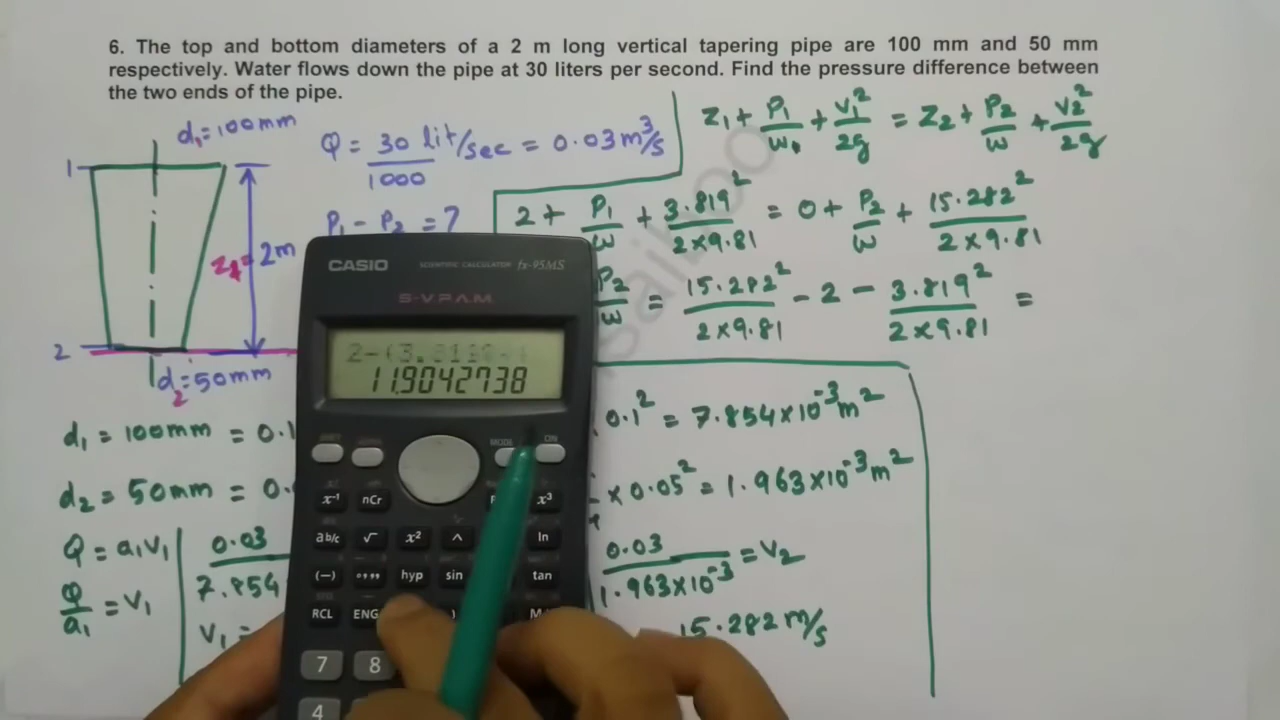 6. The top and bottom diameters of a 2 m long vertical tapering pipe are 100 mm and 50 mm
respectively. Water flows down the pipe at 30 liters per second. Find the pressure difference between
the two ends of the pipe.
d₁=100mm
Q = 30 lit/sec / 1000 = 0.03 m³/s
Z₁ + P₁/w + V₁²/2g = Z₂ + P₂/w + V₂²/2g
1
P₁ - P₂ = ?
2 + P₁/w + 3.819²/2×9.81 = 0 + P₂/w + 15.282²/2×9.81
Z₁ = 2m
P₂/w = 15.282²/2×9.81 - 2 - 3.819²/2×9.81 =
2
d₂=50mm
CASIO
SCIENTIFIC CALCULATOR fx-95MS
S-V.P.A.M.
11.9042738
MODE ON
x⁻¹ nCr x³
ab/c √ x² ^ ln
(-) °,,, hyp sin tan
RCL ENG )
7 8
4
d₁ = 100mm = 0.1
0.1² = 7.854×10⁻³m²
d₂ = 50mm = 0.
× 0.05² = 1.963×10⁻³m²
Q = a₁V₁
Q/a₁ = V₁
0.03 / 7.854
V₁ =
0.03 / 1.963×10⁻³ = V₂
15.282 m/s